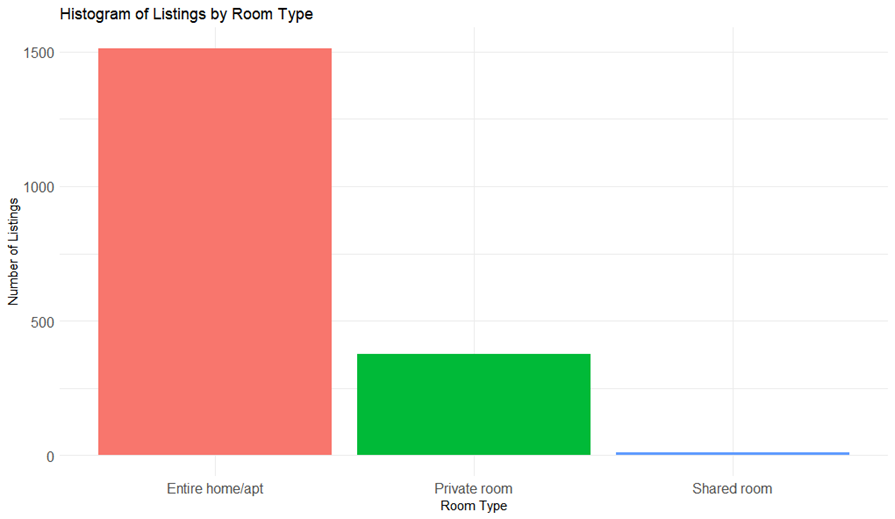 Histogram of Listings by Room Type
Number of Listings
1500
1000
500
0
Entire home/apt
Private room
Shared room
Room Type